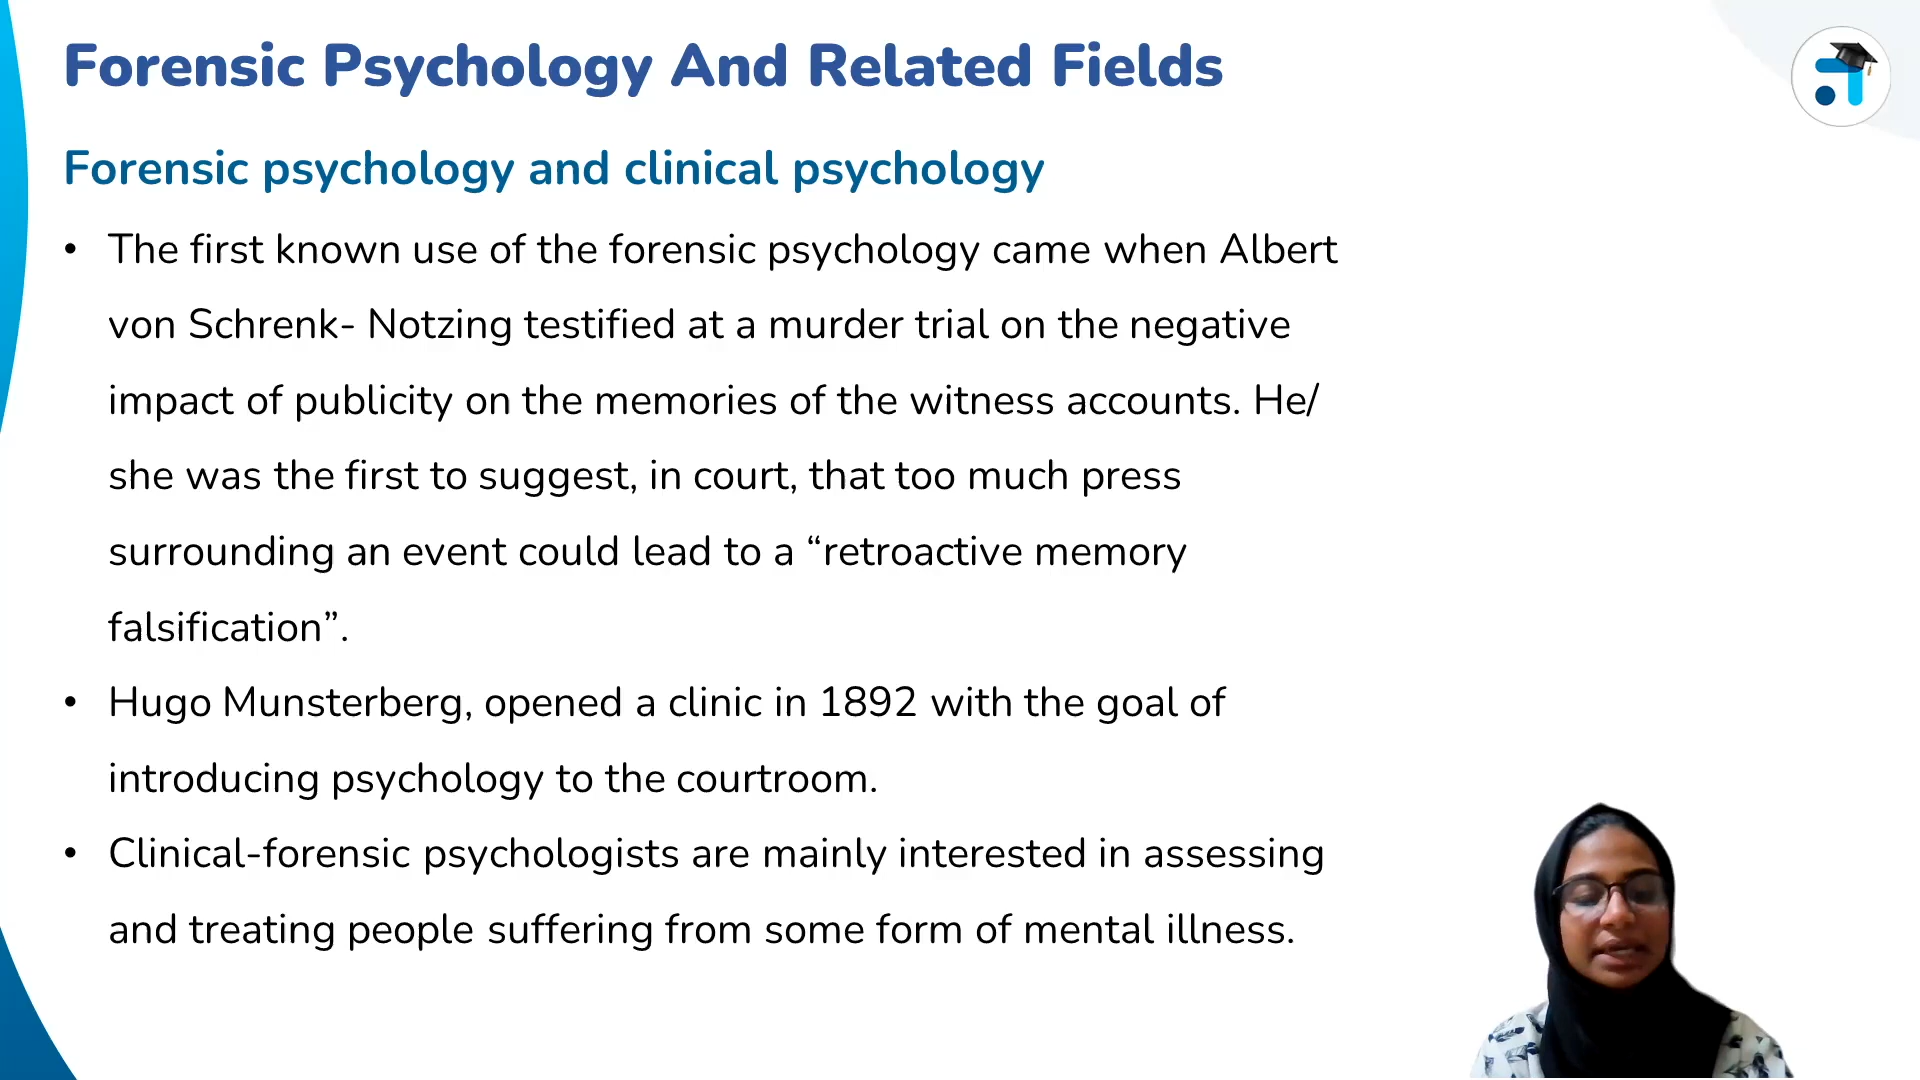 Forensic Psychology And Related Fields
Forensic psychology and clinical psychology
• The first known use of the forensic psychology came when Albert
von Schrenk- Notzing testified at a murder trial on the negative
impact of publicity on the memories of the witness accounts. He/
she was the first to suggest, in court, that too much press
surrounding an event could lead to a “retroactive memory
falsification”.
• Hugo Munsterberg, opened a clinic in 1892 with the goal of
introducing psychology to the courtroom.
• Clinical-forensic psychologists are mainly interested in assessing
and treating people suffering from some form of mental illness.